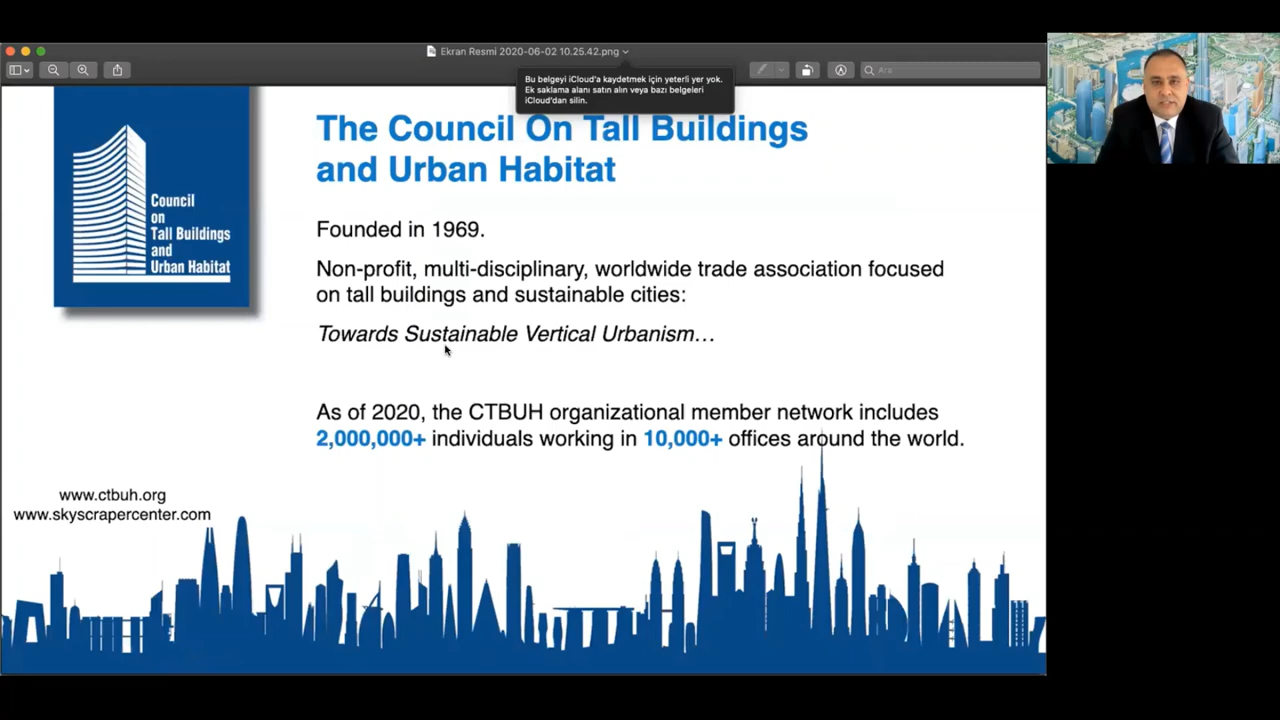 Ekran Resmi 2020-06-02 10.25.42.png
Bu belgeyi iCloud'a kaydetmek için yeterli yer yok.
Ek saklama alanı satın alın veya bazı belgeleri
iCloud'dan silin.
Ara
The Council On Tall Buildings
and Urban Habitat
Council
on
Tall Buildings
and
Urban Habitat
Founded in 1969.
Non-profit, multi-disciplinary, worldwide trade association focused
on tall buildings and sustainable cities:
Towards Sustainable Vertical Urbanism...
As of 2020, the CTBUH organizational member network includes
2,000,000+ individuals working in 10,000+ offices around the world.
www.ctbuh.org
www.skyscrapercenter.com